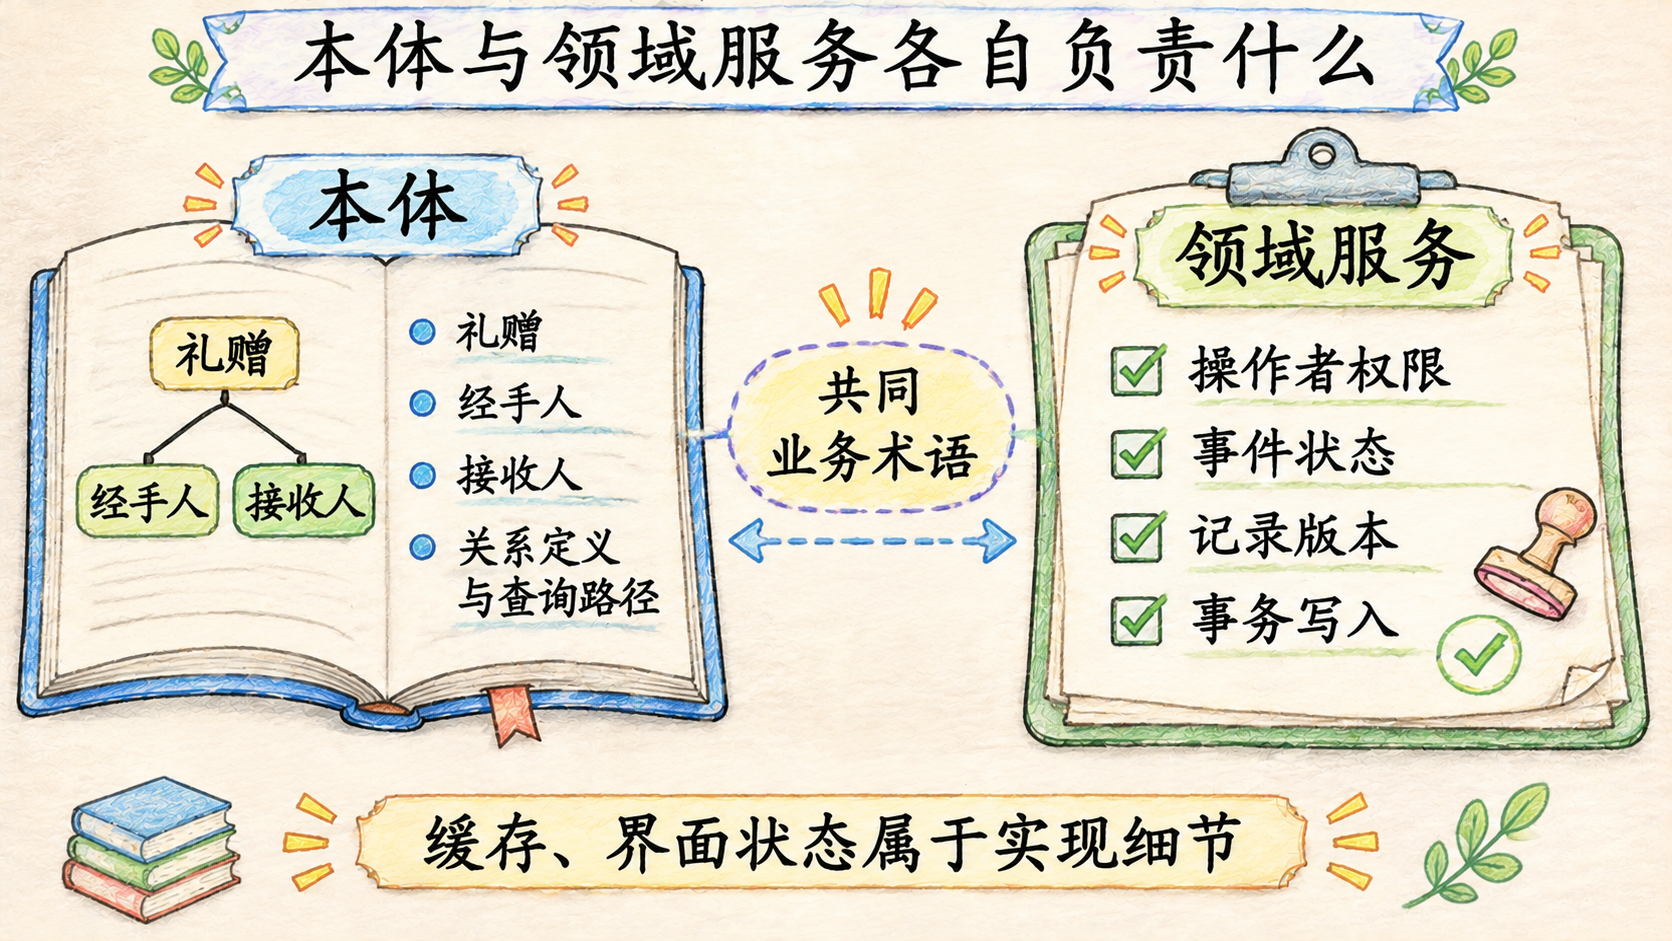 本体与领域服务各自负责什么
本体
礼赠
经手人
接收人
礼赠
经手人
接收人
关系定义
与查询路径
共同
业务术语
领域服务
操作者权限
事件状态
记录版本
事务写入
缓存、界面状态属于实现细节